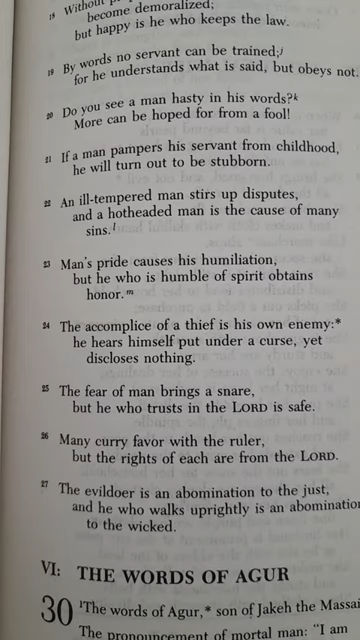 18 Without
become demoralized;
but happy is he who keeps the law.
19 By words no servant can be trained;j
for he understands what is said, but obeys not.
20 Do you see a man hasty in his words?k
More can be hoped for from a fool!
21 If a man pampers his servant from childhood,
he will turn out to be stubborn.
22 An ill-tempered man stirs up disputes,
and a hotheaded man is the cause of many
sins.l
23 Man's pride causes his humiliation,
but he who is humble of spirit obtains
honor.m
24 The accomplice of a thief is his own enemy:*
he hears himself put under a curse, yet
discloses nothing.
25 The fear of man brings a snare,
but he who trusts in the LORD is safe.
26 Many curry favor with the ruler,
but the rights of each are from the LORD.
27 The evildoer is an abomination to the just,
and he who walks uprightly is an abomination
to the wicked.
VI: THE WORDS OF AGUR
30 1The words of Agur,* son of Jakeh the Massai
The pronouncement of mortal man: "I am